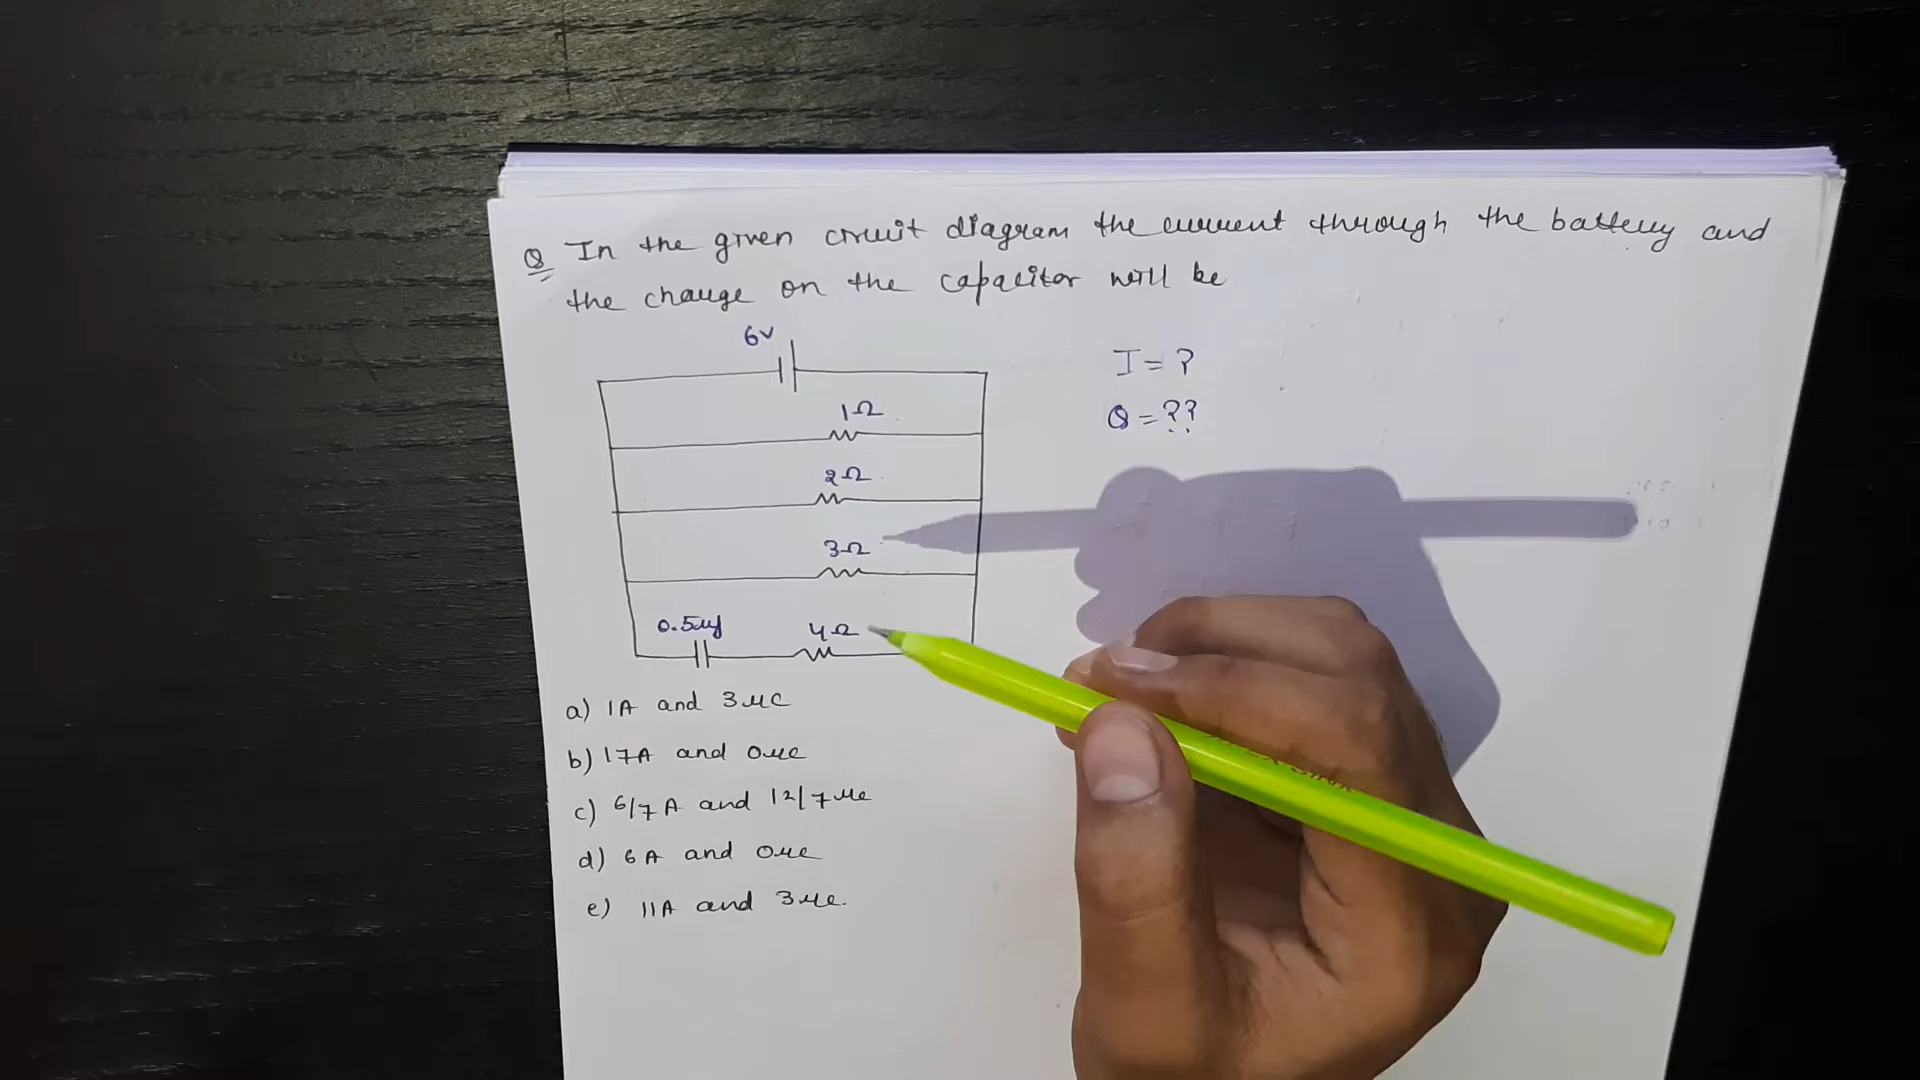 Q In the given circuit diagram the current through the battery and
the charge on the capacitor will be
6v
I = ?
1Ω
Q = ??
2Ω
3Ω
0.5μf
4Ω
a) 1A and 3μC
b) 17A and 0μc
c) 6/7 A and 12/7 μc
d) 6A and 0μc
e) 11A and 3μc.